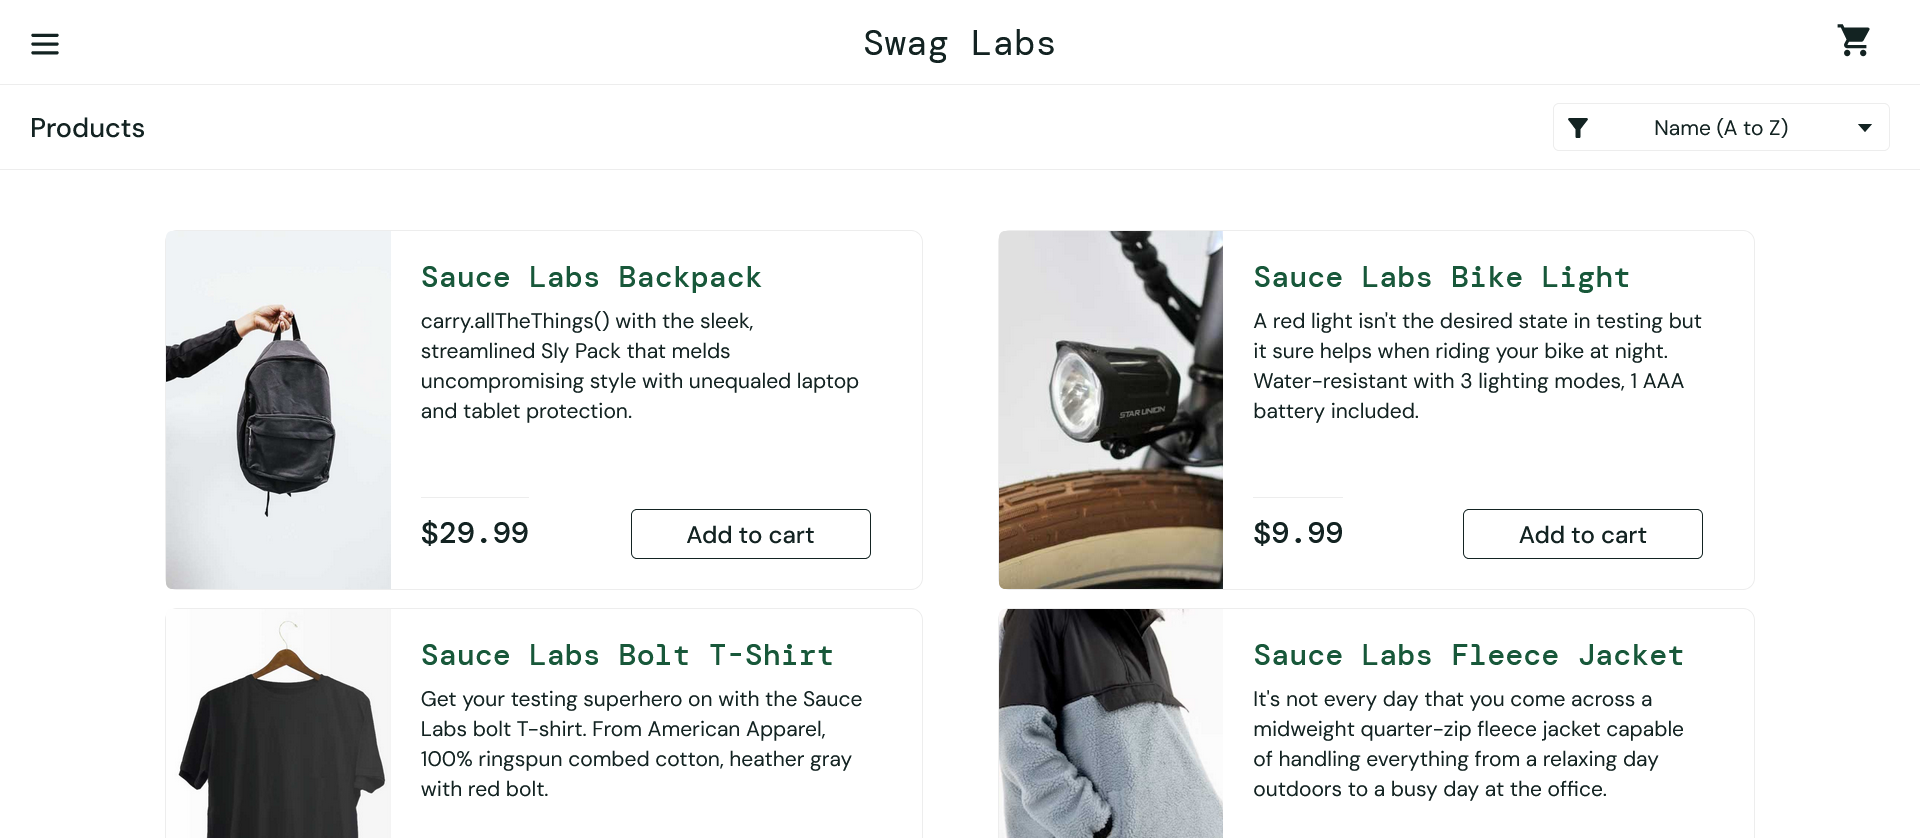 Swag Labs
Products
Name (A to Z)
Sauce Labs Backpack
carry.allTheThings() with the sleek,
streamlined Sly Pack that melds
uncompromising style with unequaled laptop
and tablet protection.
$29.99
Add to cart
Sauce Labs Bike Light
A red light isn't the desired state in testing but
it sure helps when riding your bike at night.
Water-resistant with 3 lighting modes, 1 AAA
battery included.
STAR UNION
$9.99
Add to cart
Sauce Labs Bolt T-Shirt
Get your testing superhero on with the Sauce
Labs bolt T-shirt. From American Apparel,
100% ringspun combed cotton, heather gray
with red bolt.
Sauce Labs Fleece Jacket
It's not every day that you come across a
midweight quarter-zip fleece jacket capable
of handling everything from a relaxing day
outdoors to a busy day at the office.